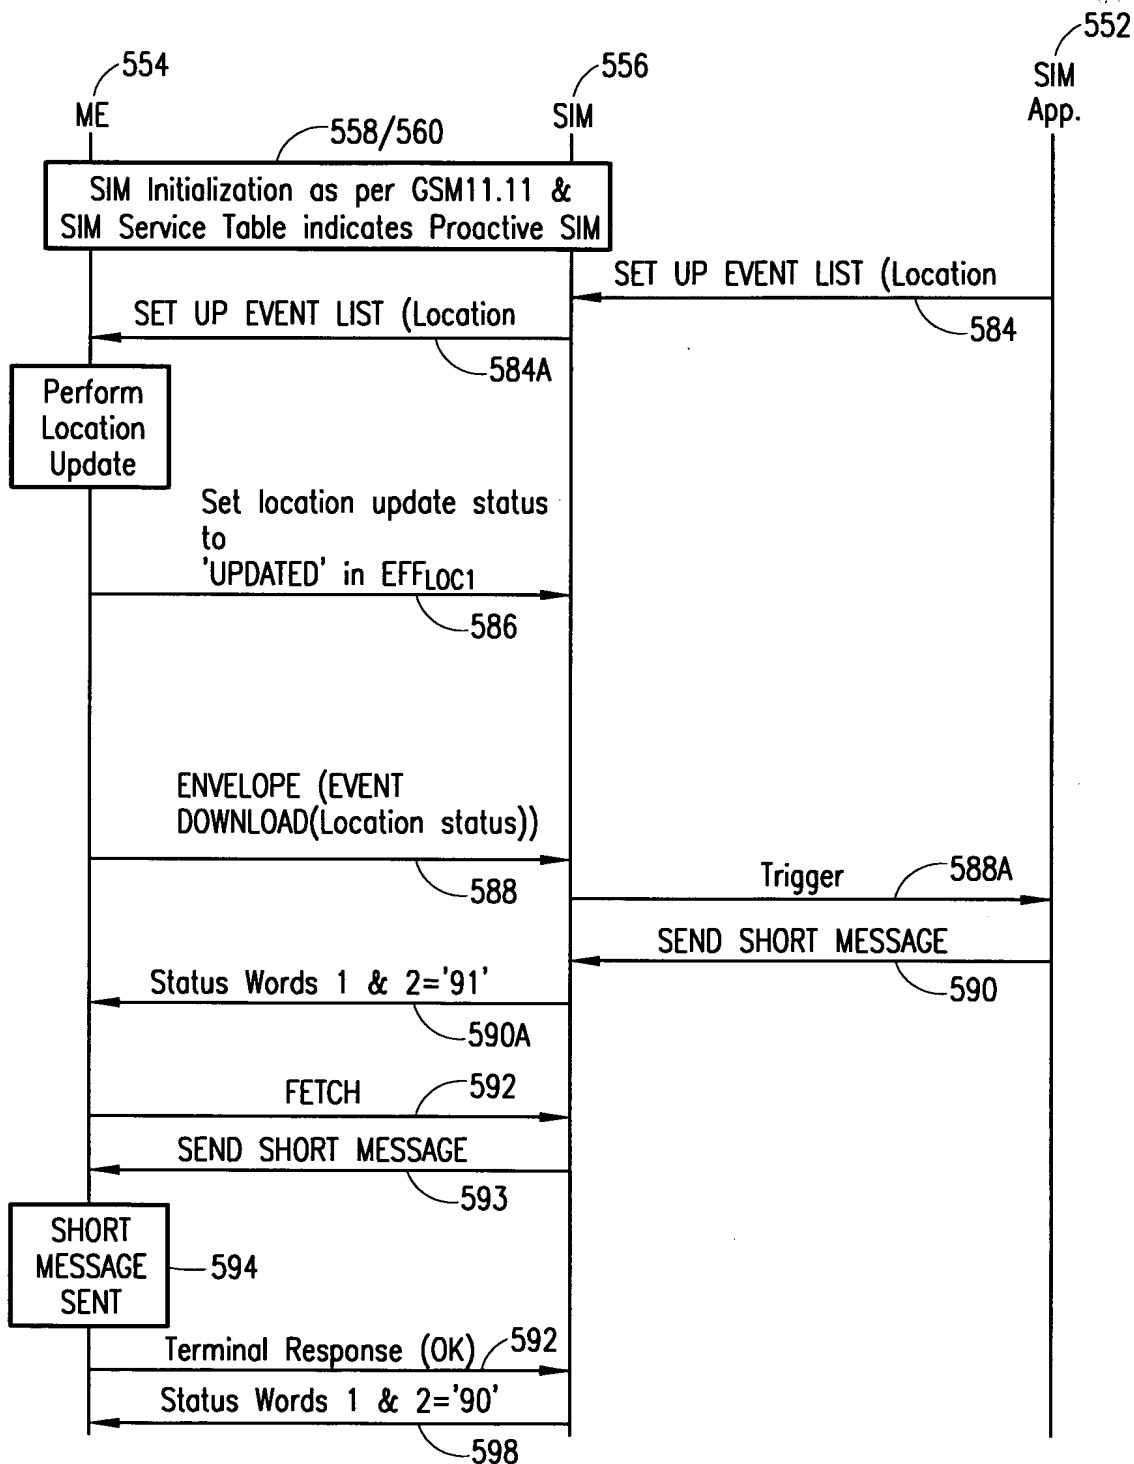 552
554
556
SIM
App.
ME
SIM
558/560
SIM Initialization as per GSM11.11 &
SIM Service Table indicates Proactive SIM
SET UP EVENT LIST (Location
584
SET UP EVENT LIST (Location
584A
Perform
Location
Update
Set location update status
to
'UPDATED' in EFFLOC1
586
ENVELOPE (EVENT
DOWNLOAD(Location status))
588
Trigger
588A
SEND SHORT MESSAGE
590
Status Words 1 & 2='91'
590A
FETCH
592
SEND SHORT MESSAGE
593
SHORT
MESSAGE
SENT
594
Terminal Response (OK)
592
Status Words 1 & 2='90'
598